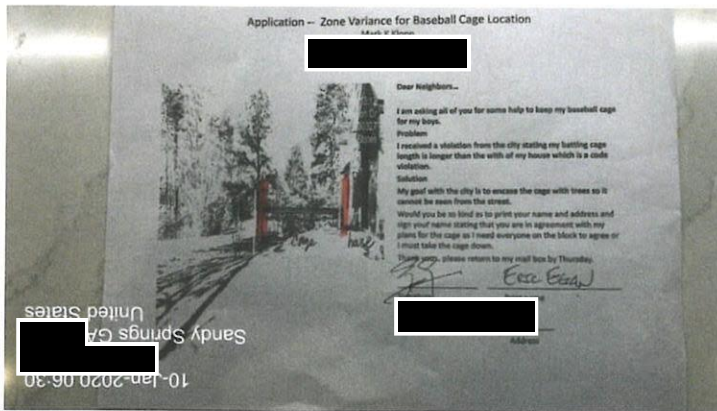 Application -- Zone Variance for Baseball Cage Location
Mark K
Dear Neighbors...
I am asking all of you for some help to keep my baseball cage
for my boys.
Problem
I received a violation from the city stating my batting cage
length is longer than the with of my house which is a code
violation.
Solution
My goal with the city is to encase the cage with trees so it
cannot be seen from the street.
Would you be so kind as to print your name and address and
sign your name stating that you are in agreement with my
plans for the cage as I need everyone on the block to agree or
I must take the cage down.
Thank you, please return to my mail box by Thursday.
cage
ERIC
Address
10-Jan-2020 06:30
Sandy Springs GA
United States